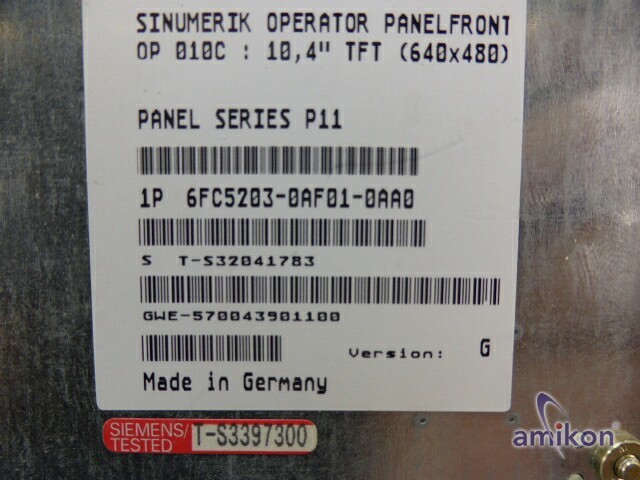 SINUMERIK OPERATOR PANELFRONT
OP 010C : 10,4" TFT (640x480)
PANEL SERIES P11
1P 6FC5203-0AF01-0AA0
S T-S32041783
GWE-570043901100
Version: G
Made in Germany
SIEMENS/
TESTED
T-S3397300
amikon